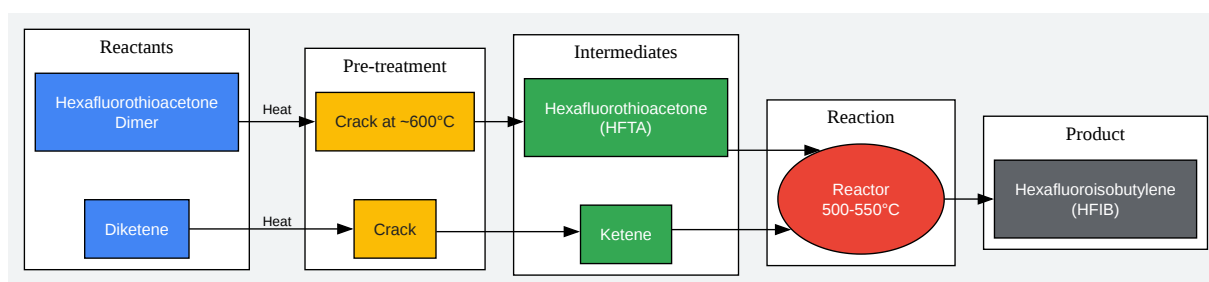 Reactants
Hexafluorothioacetone
Dimer
Diketene
Heat
Heat
Pre-treatment
Crack at ~600°C
Crack
Intermediates
Hexafluorothioacetone
(HFTA)
Ketene
Reaction
Reactor
500-550°C
Product
Hexafluoroisobutylene
(HFIB)